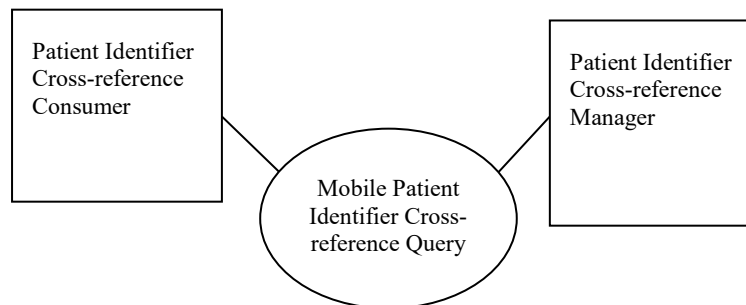 Patient Identifier
Cross-reference
Consumer
Patient Identifier
Cross-reference
Manager
Mobile Patient
Identifier Cross-
reference Query